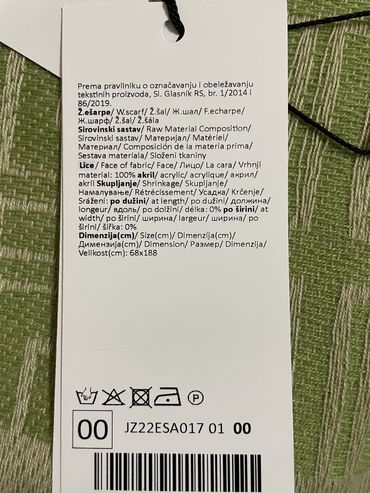 Prema pravilniku o označavanju i obeležavanju
tekstilnih proizvoda, Sl. Glasnik RS, br. 1/2014 i
86/2019.
Ž.ešarpe/ W.scarf/ Ž.šal/ Ж.шал/ F.echarpe/
Ж.шарф/ Ž.šal/ Ž.šála
Sirovinski sastav/ Raw Material Composition/
Sirovinski sastav/ Материјал/ Matériel/
Материал/ Composición de la materia prima/
Sestava materiala/ Složení tkaniny
Lice/ Face of fabric/ Face/ Лицо/ La cara/ Vrhnji
material: 100% akril/ acrylic/ acrylique/ акрил/
akril Skupljanje/ Shrinkage/ Skupljanje/
Намалување/ Rétrécissement/ Усадка/ Krčenje/
Srážení: po dužini/ at length/ po dužini/ должина/
longeur/ вдоль/ po dolžini/ délka: 0% po širini/ at
width/ po širini/ ширина/ largeur/ ширина/ po
širini/ šířka: 0%
Dimenzija(cm)/ Size(cm)/ Dimenzija(cm)/
Димензија(cm)/ Dimension/ Размер/ Dimenzija/
Velikost(cm): 68x188
P
00 JZ22ESA017 01 00